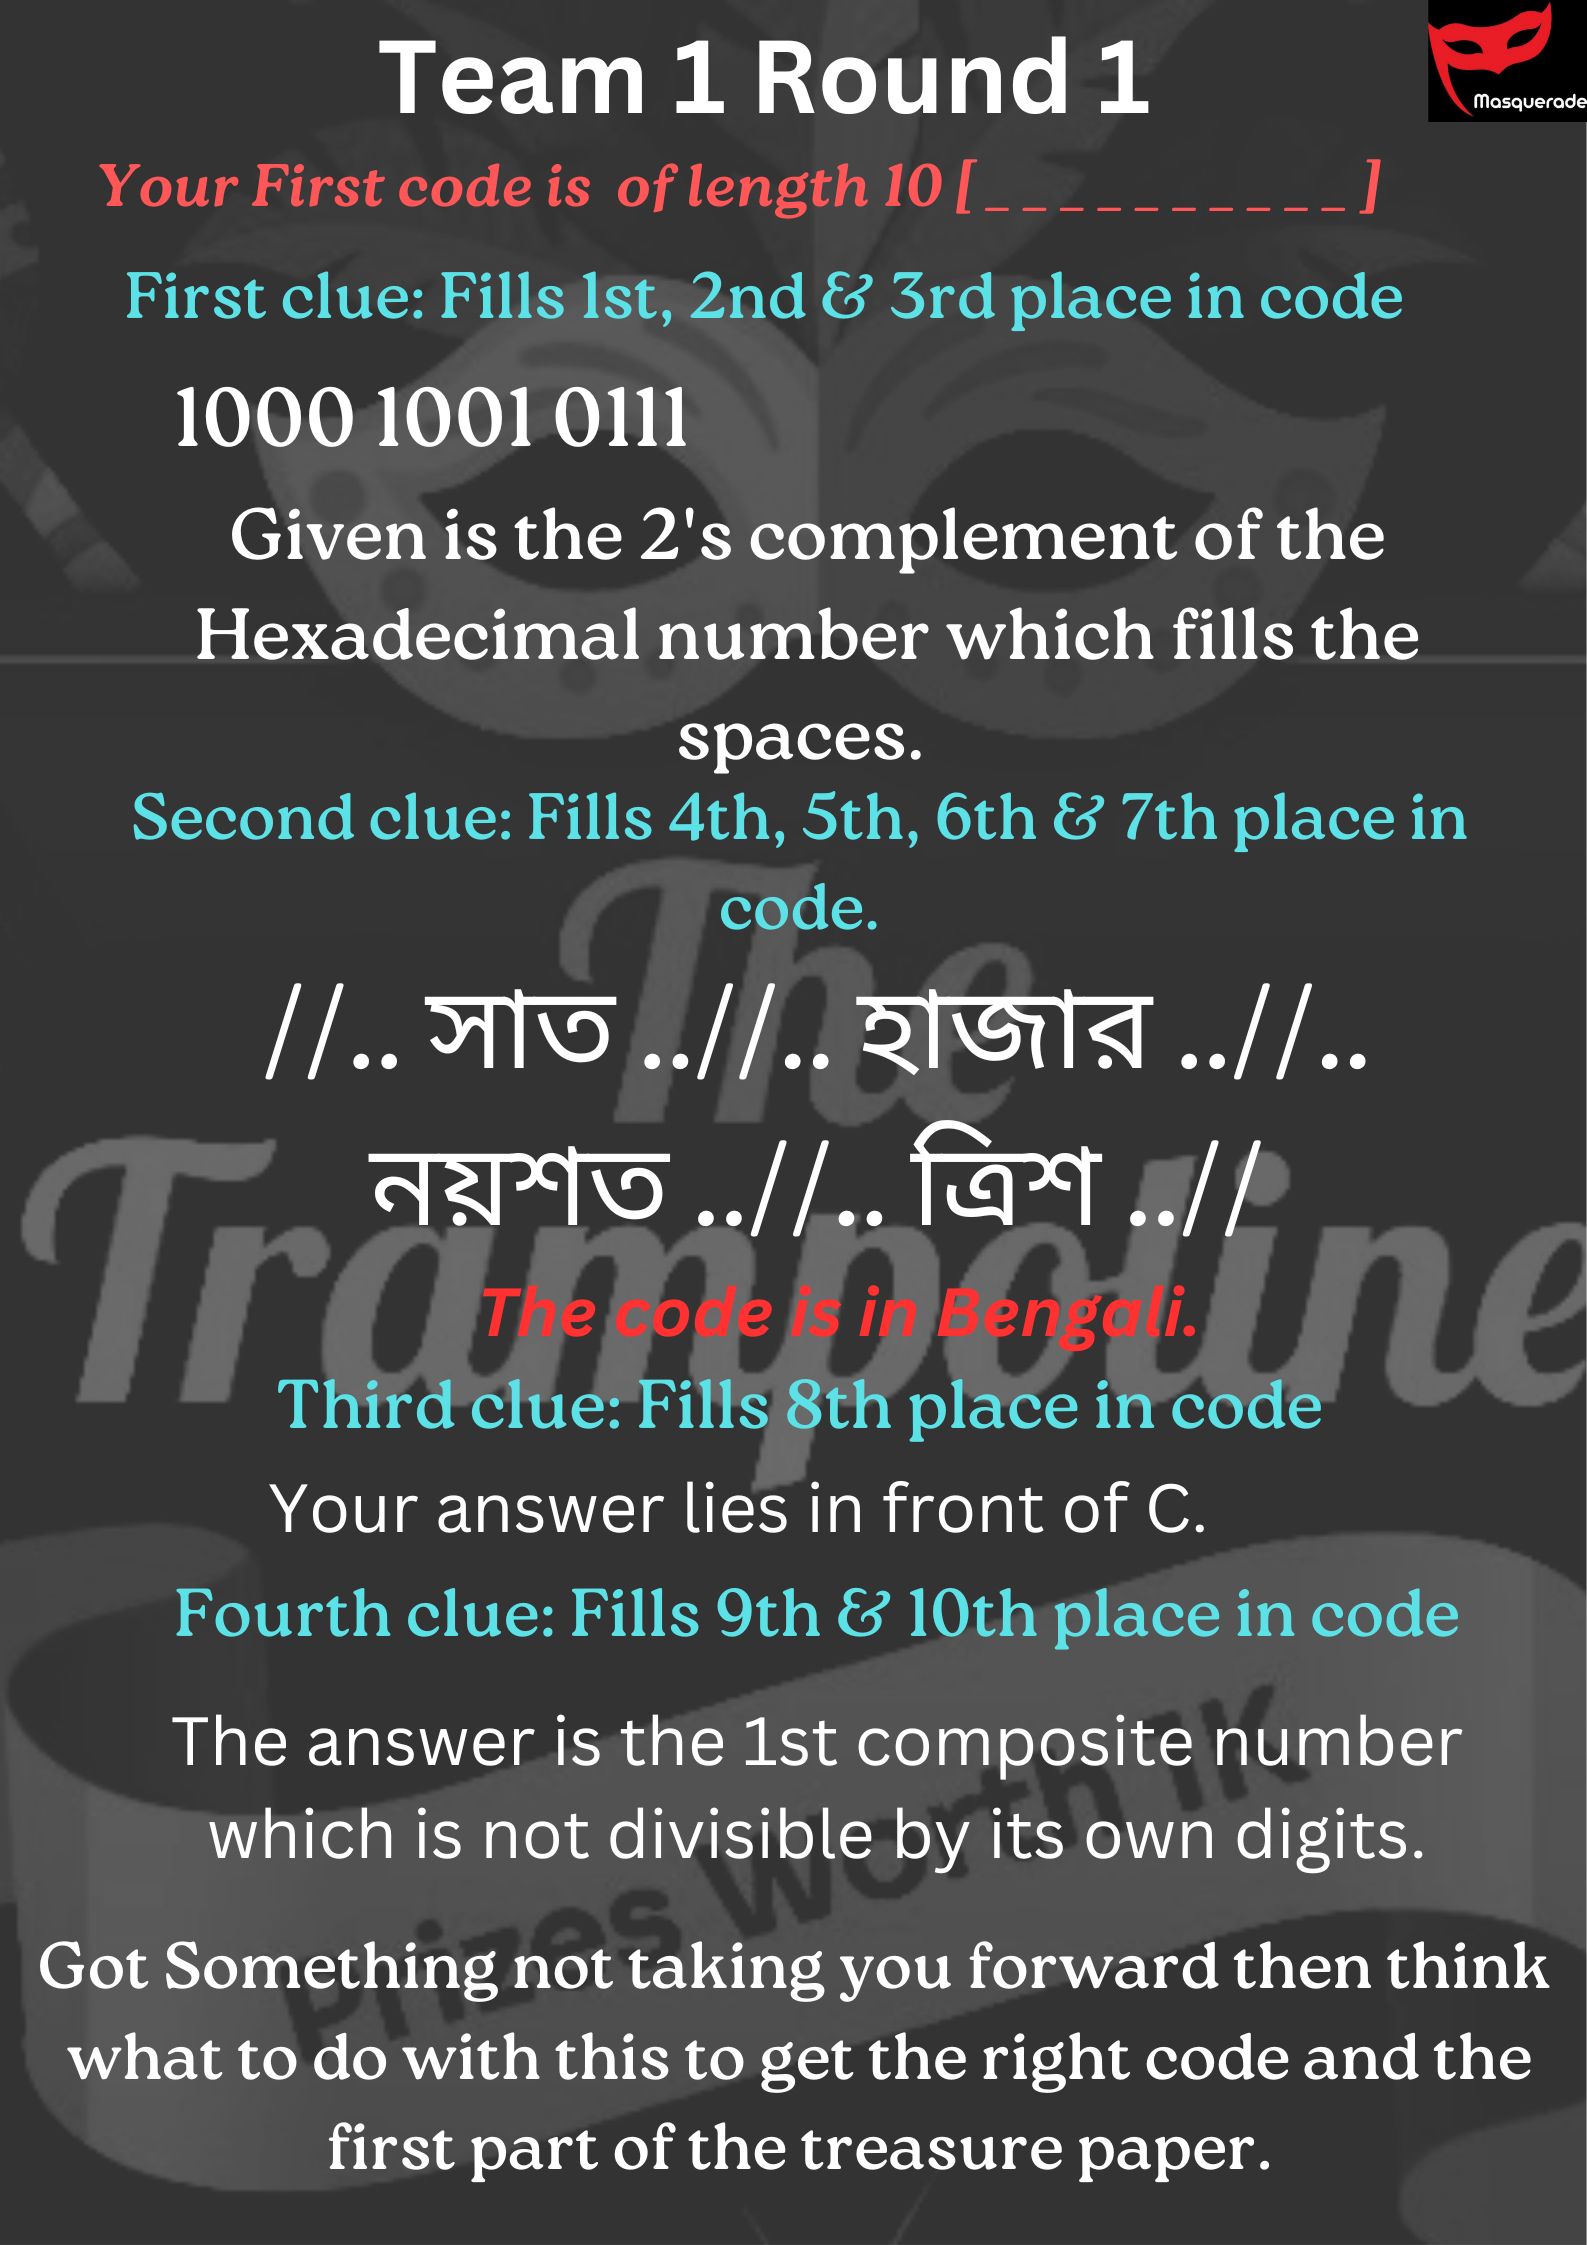 Team 1 Round 1
Masquerade
Your First code is of length 10 [ _ _ _ _ _ _ _ _ _ _ ]
First clue: Fills 1st, 2nd & 3rd place in code
1000 1001 0111
Given is the 2's complement of the
Hexadecimal number which fills the
spaces.
Second clue: Fills 4th, 5th, 6th & 7th place in
code.
//.. সাত ..//.. হাজার ..//..
নয়শত ..//.. ত্রিশ ..//
The code is in Bengali.
Third clue: Fills 8th place in code
Your answer lies in front of C.
Fourth clue: Fills 9th & 10th place in code
The answer is the 1st composite number
which is not divisible by its own digits.
Got Something not taking you forward then think
what to do with this to get the right code and the
first part of the treasure paper.
The
Trampoline
Prizes Worth 1K